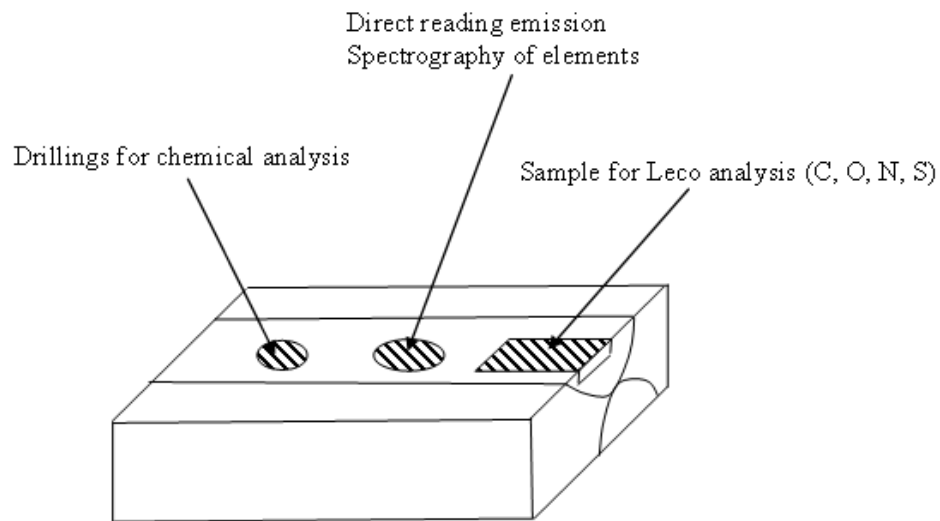 Direct reading emission
Spectrography of elements
Drillings for chemical analysis
Sample for Leco analysis (C, O, N, S)